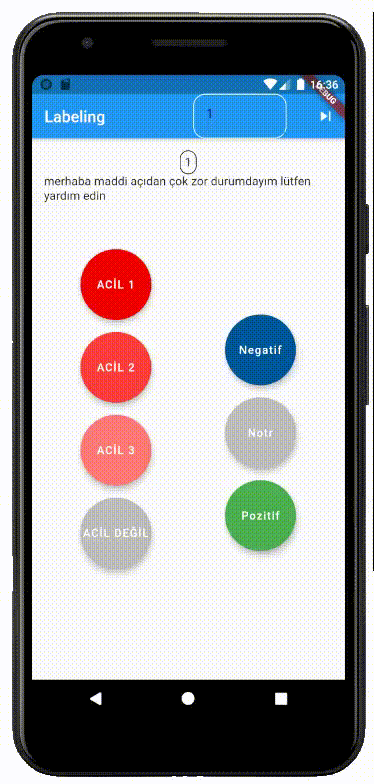 16:36
DEBUG
Labeling
1
1
merhaba maddi açıdan çok zor durumdayım lütfen
yardım edin
ACİL 1
ACİL 2
ACİL 3
ACİL DEĞİL
Negatif
Notr
Pozitif